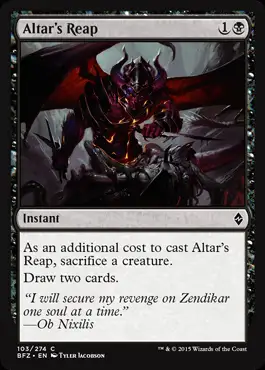 Altar's Reap 1
Instant
As an additional cost to cast Altar's
Reap, sacrifice a creature.
Draw two cards.
"I will secure my revenge on Zendikar
one soul at a time."
—Ob Nixilis
103/274 C
BFZ • EN Tyler Jacobson
™ & © 2015 Wizards of the Coast